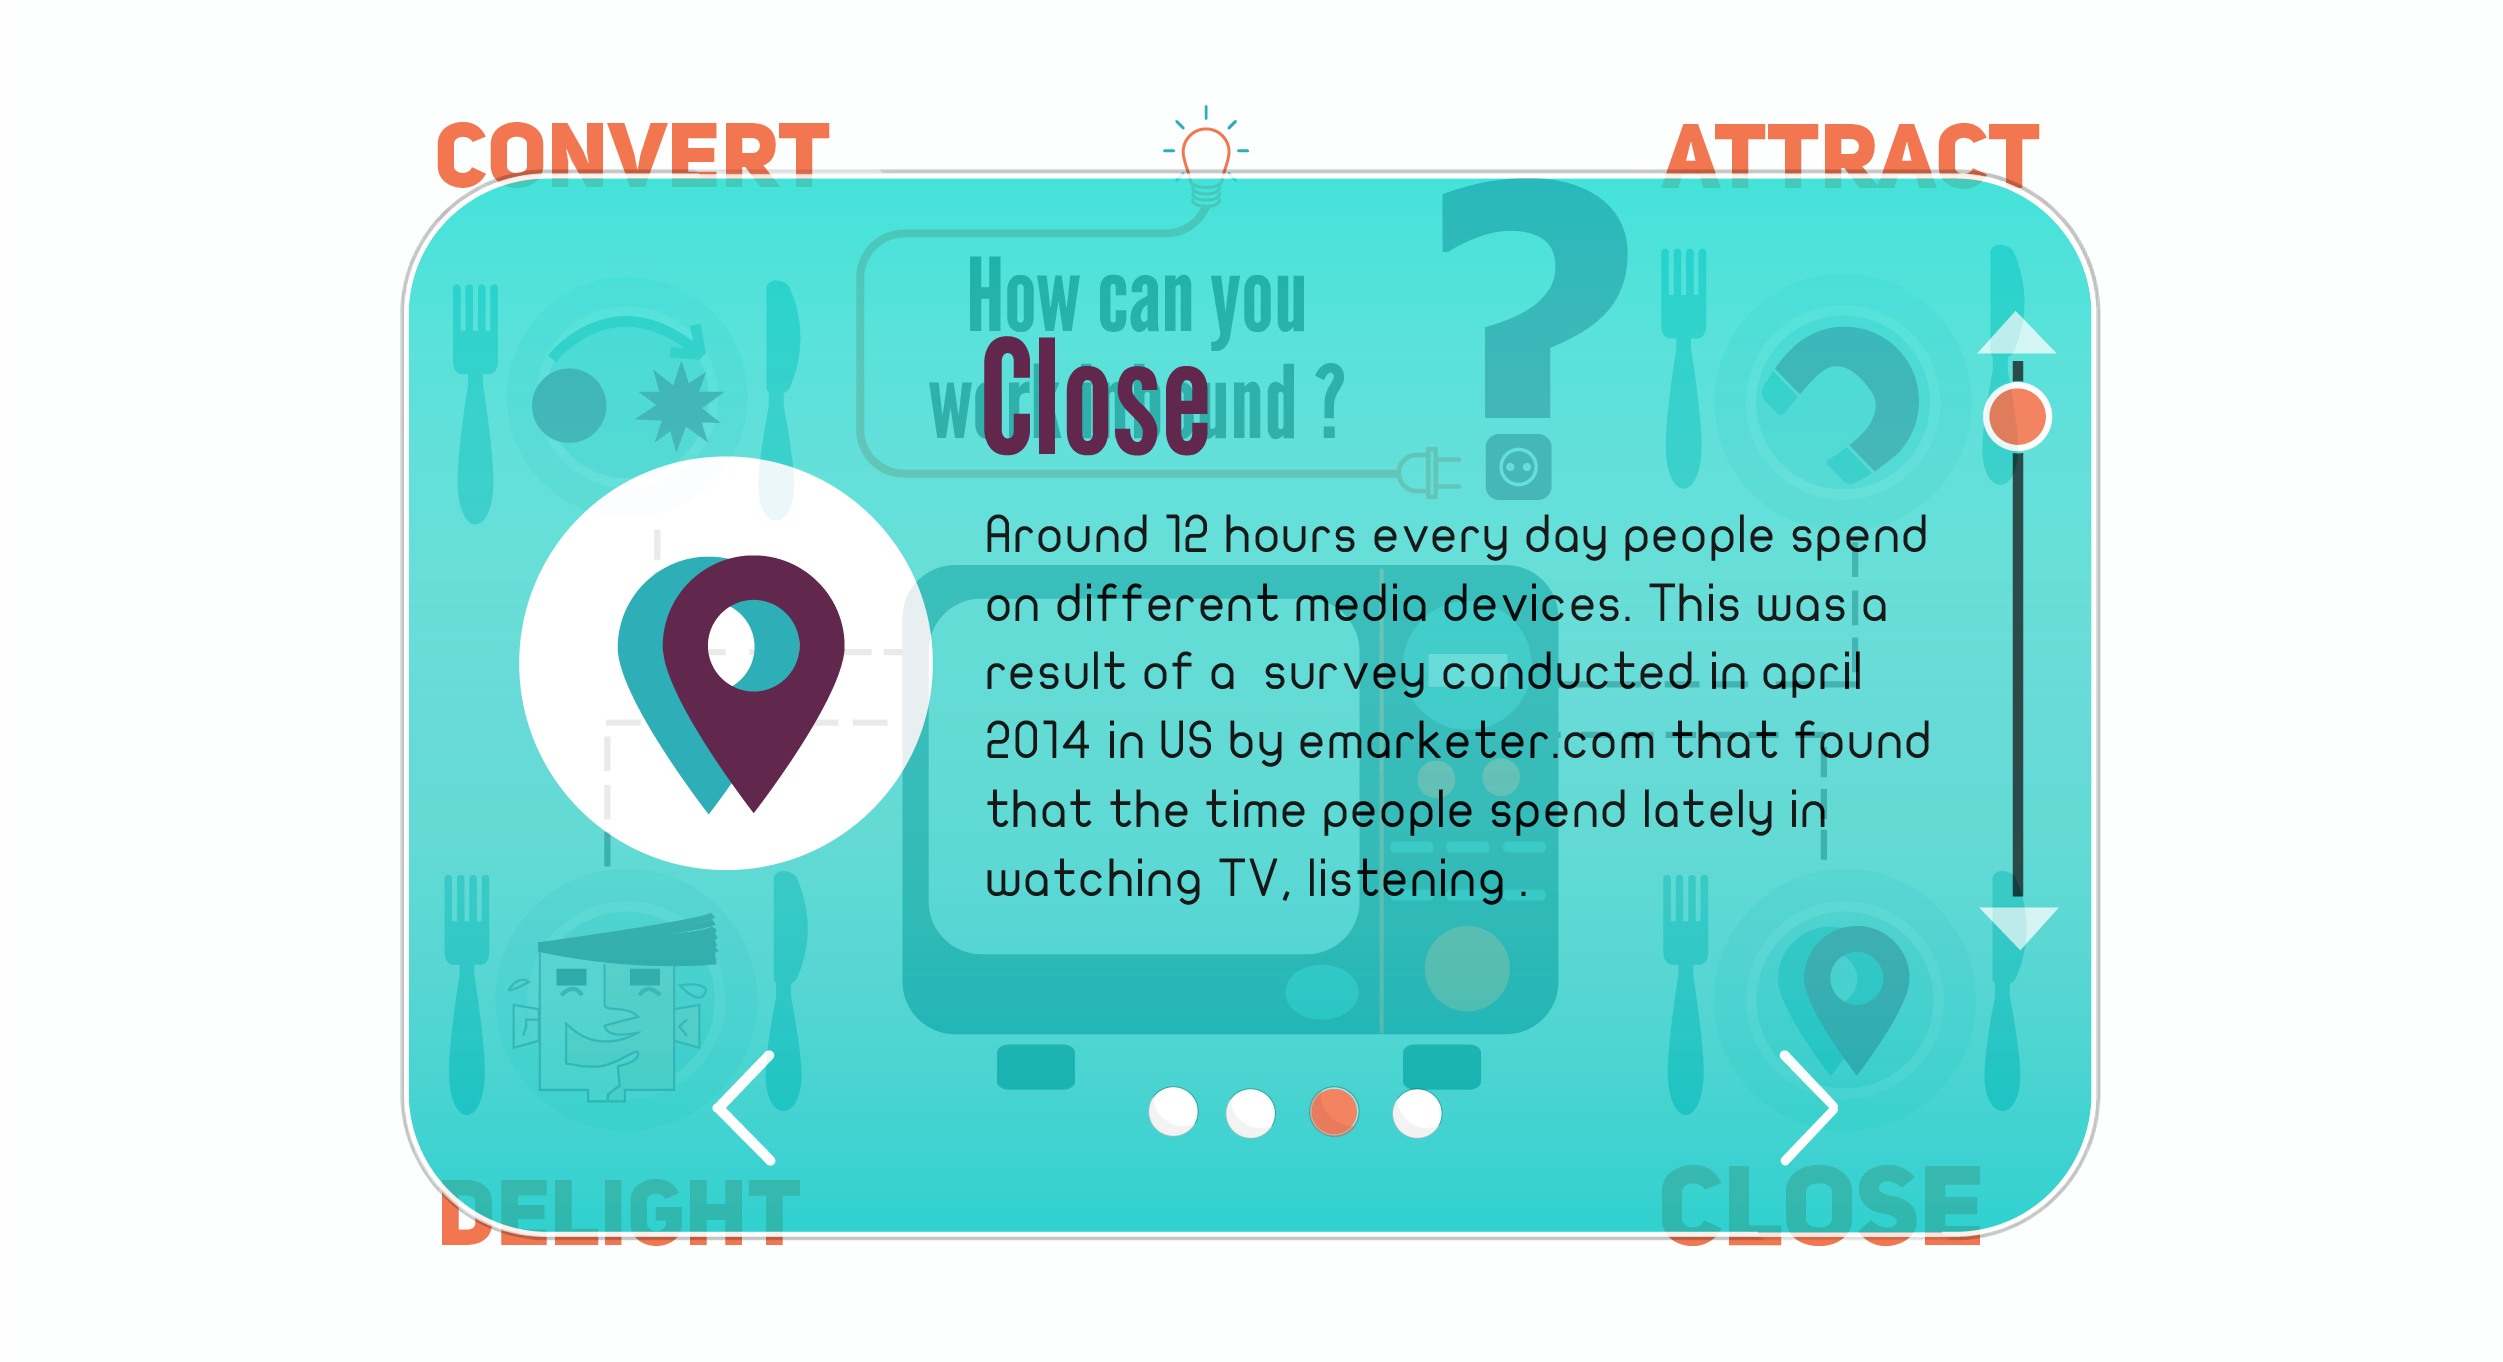 CONVERT
ATTRACT
How can you
Close
?
Around 12 hours every day people spend
on different media devices. This was a
result of a survey conducted in april
2014 in US by emarketer.com that found
that the time people spend lately in
watching TV, listening .
DELIGHT
CLOSE